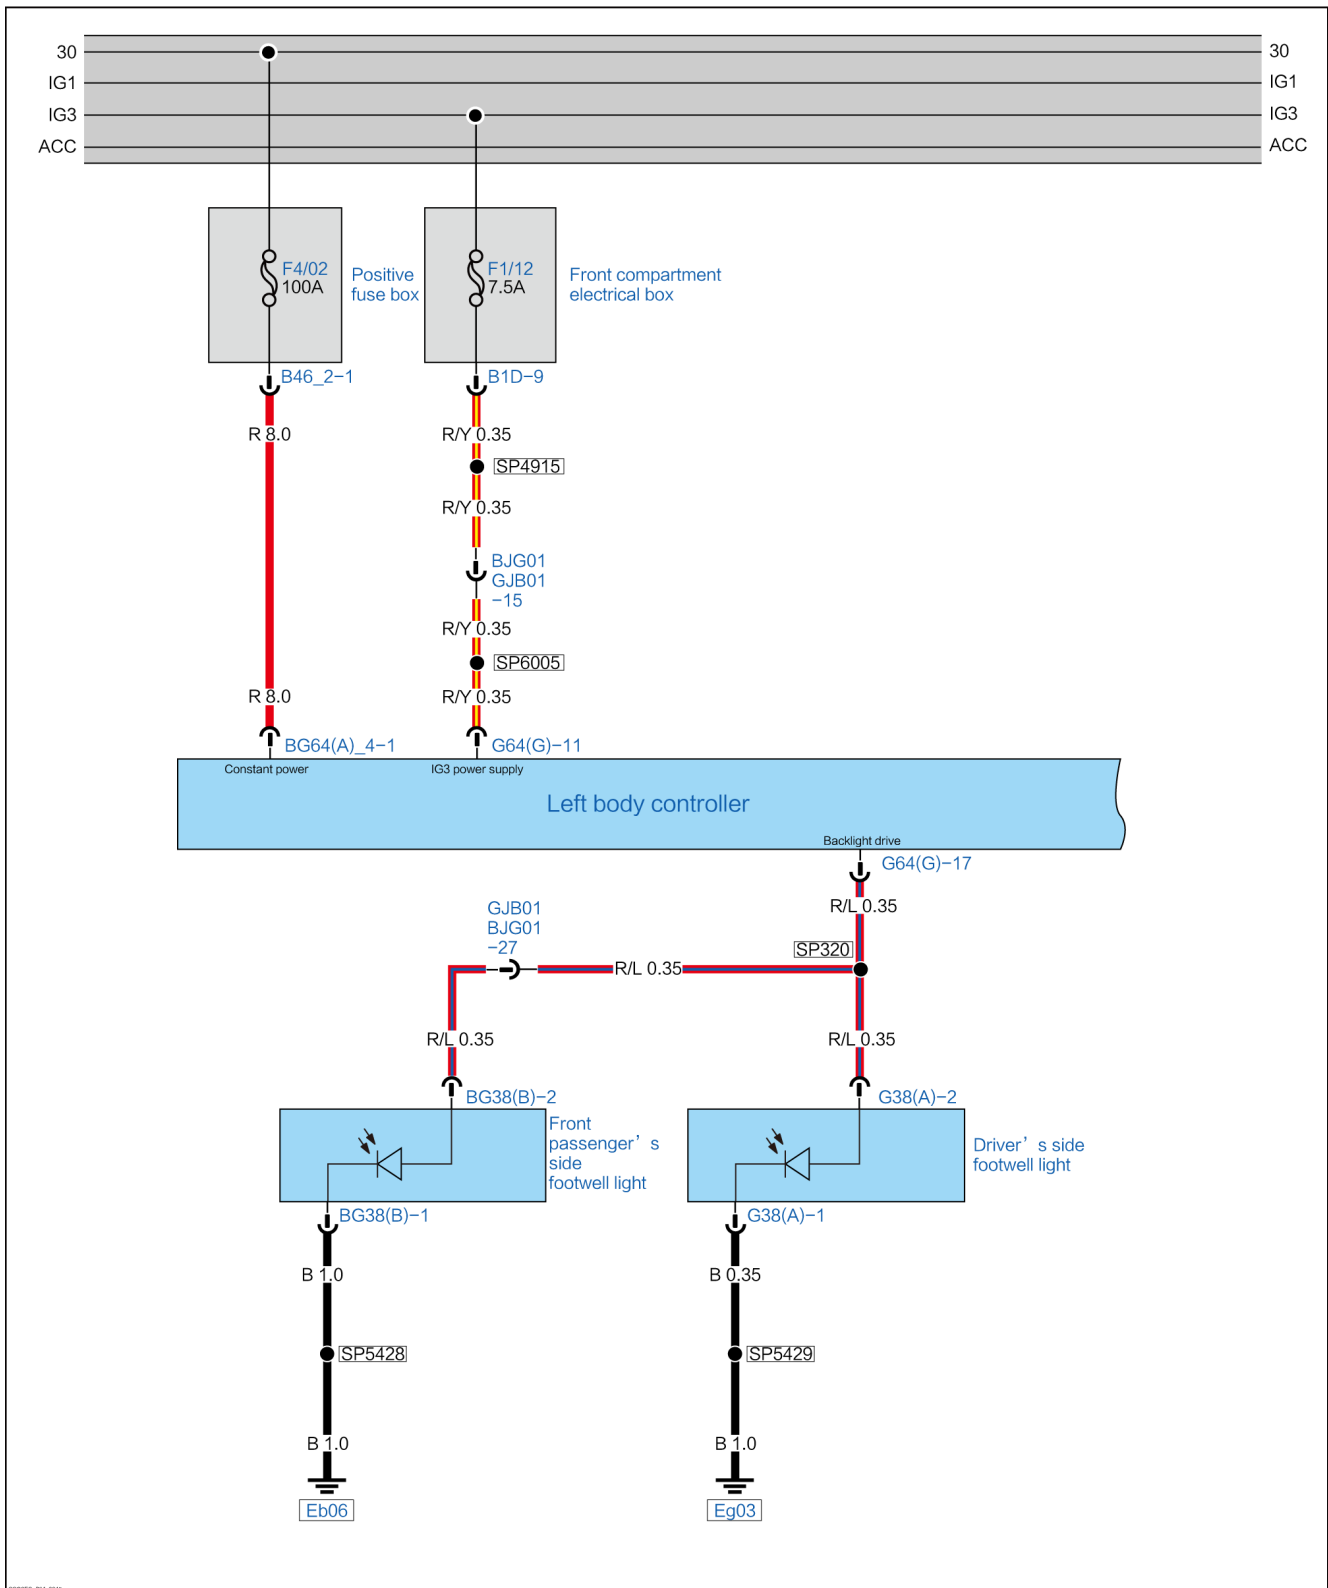 30
30
IG1
IG1
IG3
IG3
ACC
ACC
F4/02
100A
Positive
fuse box
F1/12
7.5A
Front compartment
electrical box
B46_2-1
B1D-9
R 8.0
R/Y 0.35
SP4915
R/Y 0.35
BJG01
GJB01
-15
R/Y 0.35
SP6005
R 8.0
R/Y 0.35
BG64(A)_4-1
G64(G)-11
Constant power
IG3 power supply
Left body controller
Backlight drive
G64(G)-17
R/L 0.35
GJB01
BJG01
-27
SP320
R/L 0.35
R/L 0.35
R/L 0.35
BG38(B)-2
G38(A)-2
Front
passenger’s
side
footwell light
Driver’s side
footwell light
BG38(B)-1
G38(A)-1
B 1.0
B 0.35
SP5428
SP5429
B 1.0
B 1.0
Eb06
Eg03